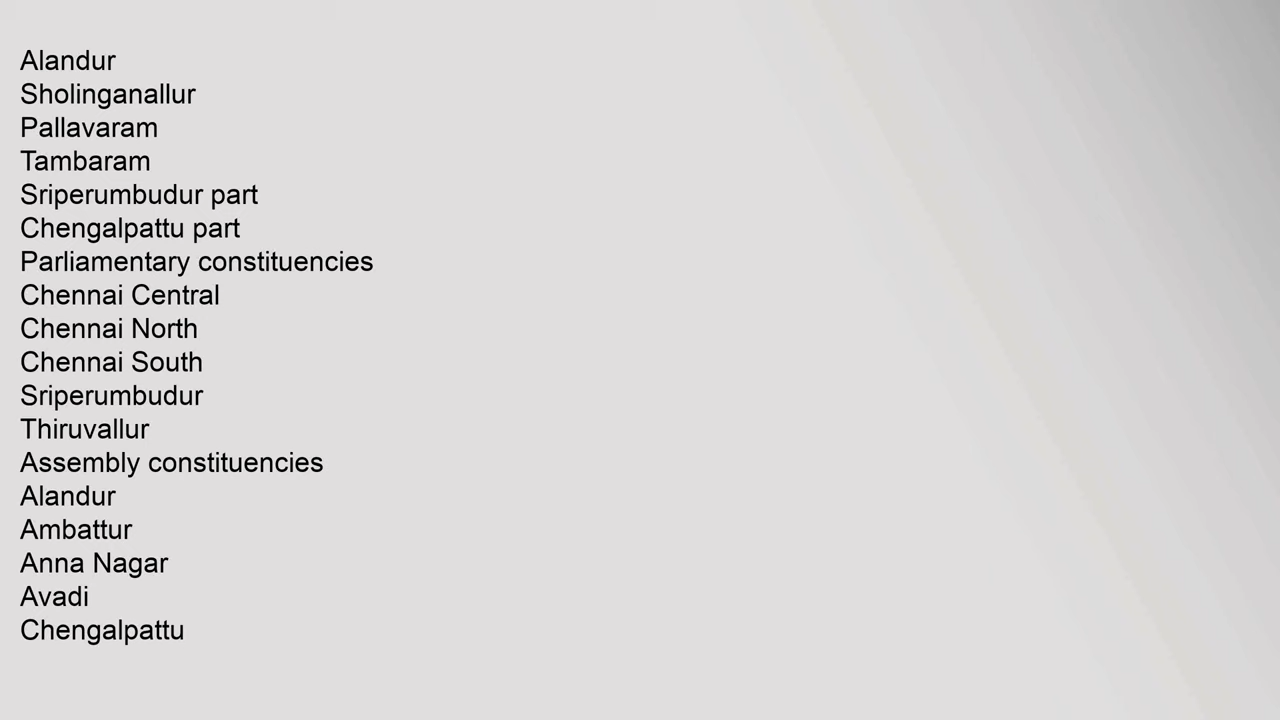 Alandur
Sholinganallur
Pallavaram
Tambaram
Sriperumbudur part
Chengalpattu part
Parliamentary constituencies
Chennai Central
Chennai North
Chennai South
Sriperumbudur
Thiruvallur
Assembly constituencies
Alandur
Ambattur
Anna Nagar
Avadi
Chengalpattu